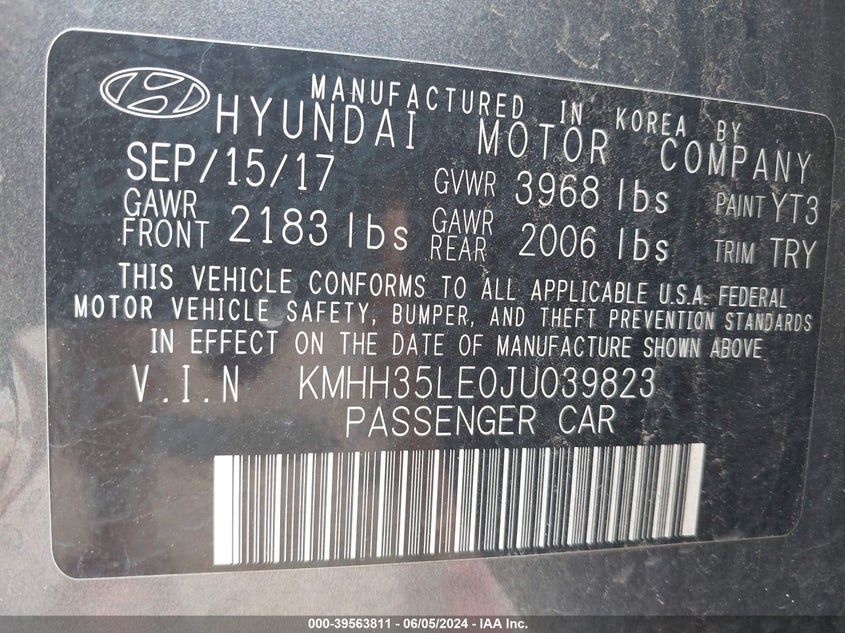 MANUFACTURED IN KOREA BY
HYUNDAI MOTOR COMPANY
SEP/15/17 GVWR 3968 lbs PAINT YT3
GAWR FRONT 2183 lbs GAWR REAR 2006 lbs TRIM TRY
THIS VEHICLE CONFORMS TO ALL APPLICABLE U.S.A. FEDERAL
MOTOR VEHICLE SAFETY, BUMPER, AND THEFT PREVENTION STANDARDS
IN EFFECT ON THE DATE OF MANUFACTURE SHOWN ABOVE
V.I.N KMHH35LE0JU039823
PASSENGER CAR
000-39563811 - 06/05/2024 - IAA Inc.